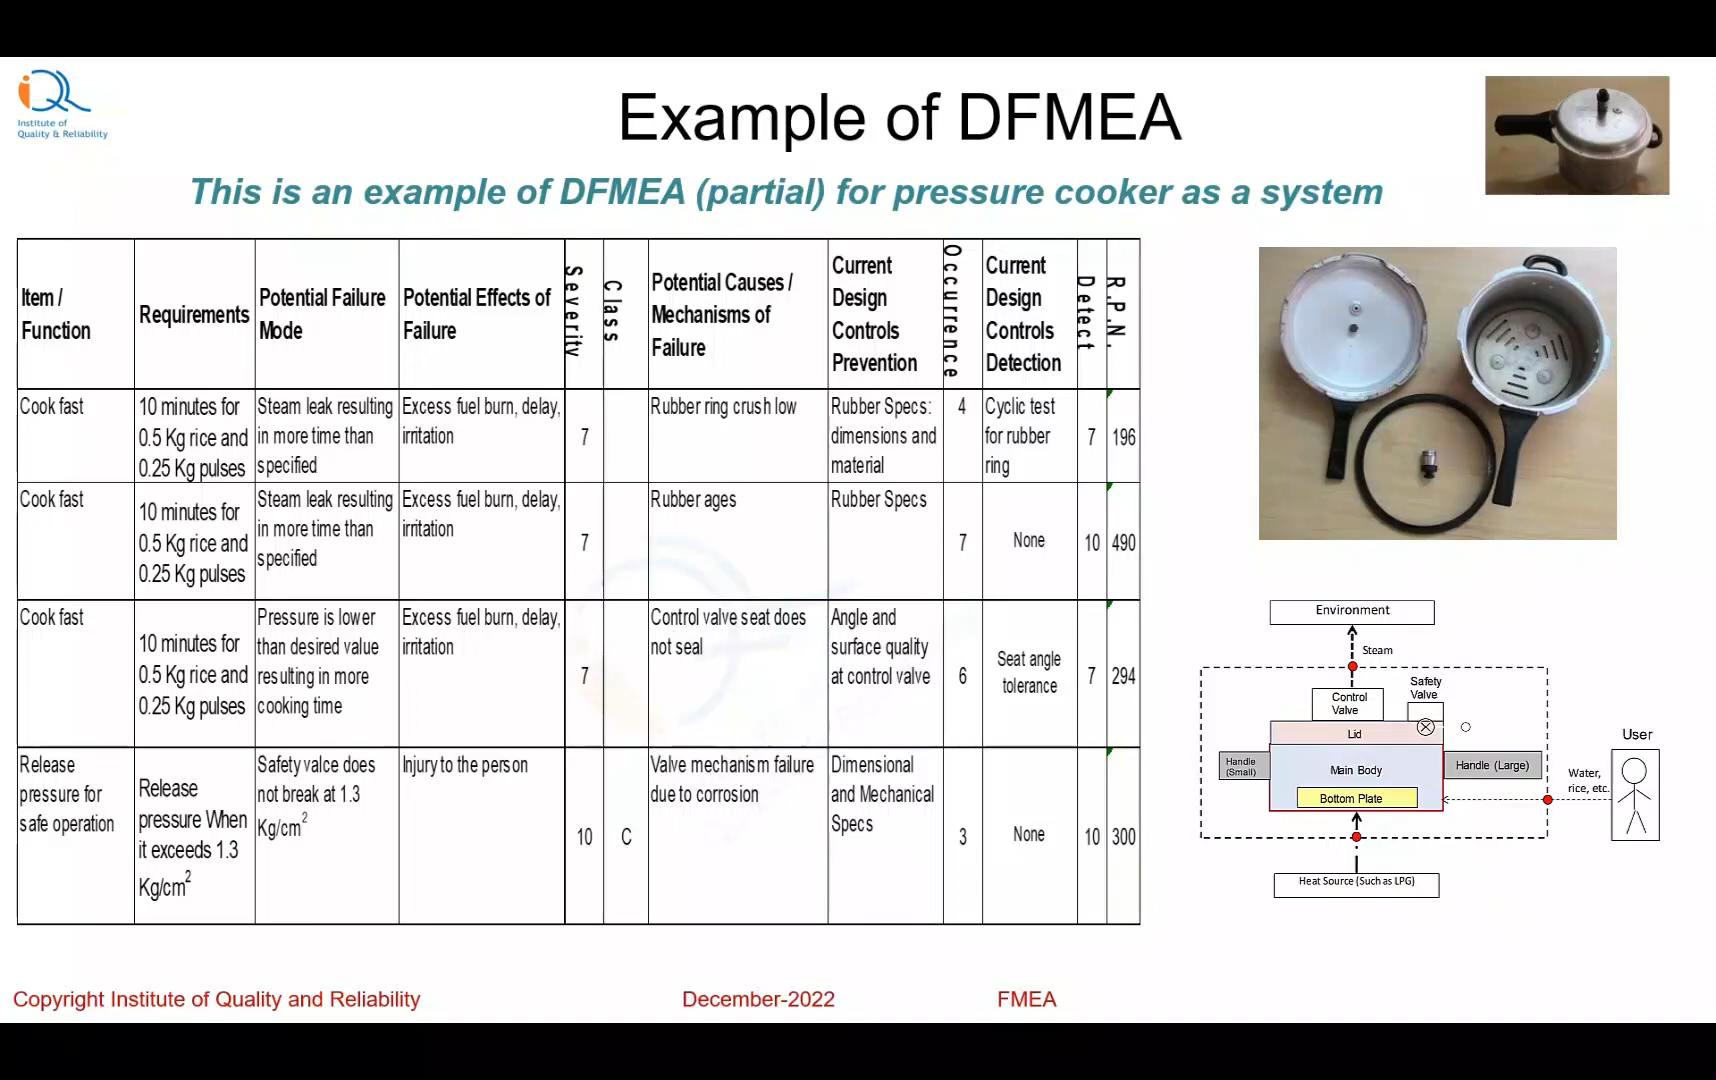 Institute of
Quality & Reliability
Example of DFMEA
This is an example of DFMEA (partial) for pressure cooker as a system
Item /
Function
Requirements
Potential Failure
Mode
Potential Effects of
Failure
Severity
Class
Potential Causes /
Mechanisms of
Failure
Current
Design
Controls
Prevention
Occurrence
Current
Design
Controls
Detection
Detect
R.P.N.
Cook fast
10 minutes for
0.5 Kg rice and
0.25 Kg pulses
Steam leak resulting
in more time than
specified
Excess fuel burn, delay,
irritation
7
Rubber ring crush low
Rubber Specs:
dimensions and
material
4
Cyclic test
for rubber
ring
7
196
Cook fast
10 minutes for
0.5 Kg rice and
0.25 Kg pulses
Steam leak resulting
in more time than
specified
Excess fuel burn, delay,
irritation
7
Rubber ages
Rubber Specs
7
None
10
490
Cook fast
10 minutes for
0.5 Kg rice and
0.25 Kg pulses
Pressure is lower
than desired value
resulting in more
cooking time
Excess fuel burn, delay,
irritation
7
Control valve seat does
not seal
Angle and
surface quality
at control valve
6
Seat angle
tolerance
7
294
Release
pressure for
safe operation
Release
pressure When
it exceeds 1.3
Kg/cm²
Safety valce does
not break at 1.3
Kg/cm²
Injury to the person
10
C
Valve mechanism failure
due to corrosion
Dimensional
and Mechanical
Specs
3
None
10
300
Environment
Steam
Control
Valve
Safety
Valve
Lid
Handle
(Small)
Main Body
Handle (Large)
Bottom Plate
User
Water,
rice, etc.
Heat Source (Such as LPG)
Copyright Institute of Quality and Reliability
December-2022
FMEA